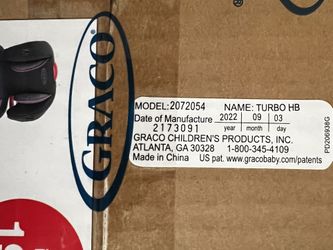 GRACO
MODEL: 2072054 NAME: TURBO HB
Date of Manufacture 2022 09 03
2173091 year month day
GRACO CHILDREN'S PRODUCTS, INC.
ATLANTA, GA 30328 1-800-345-4109
Made in China US pat. www.gracobaby.com/patents
PD206938G